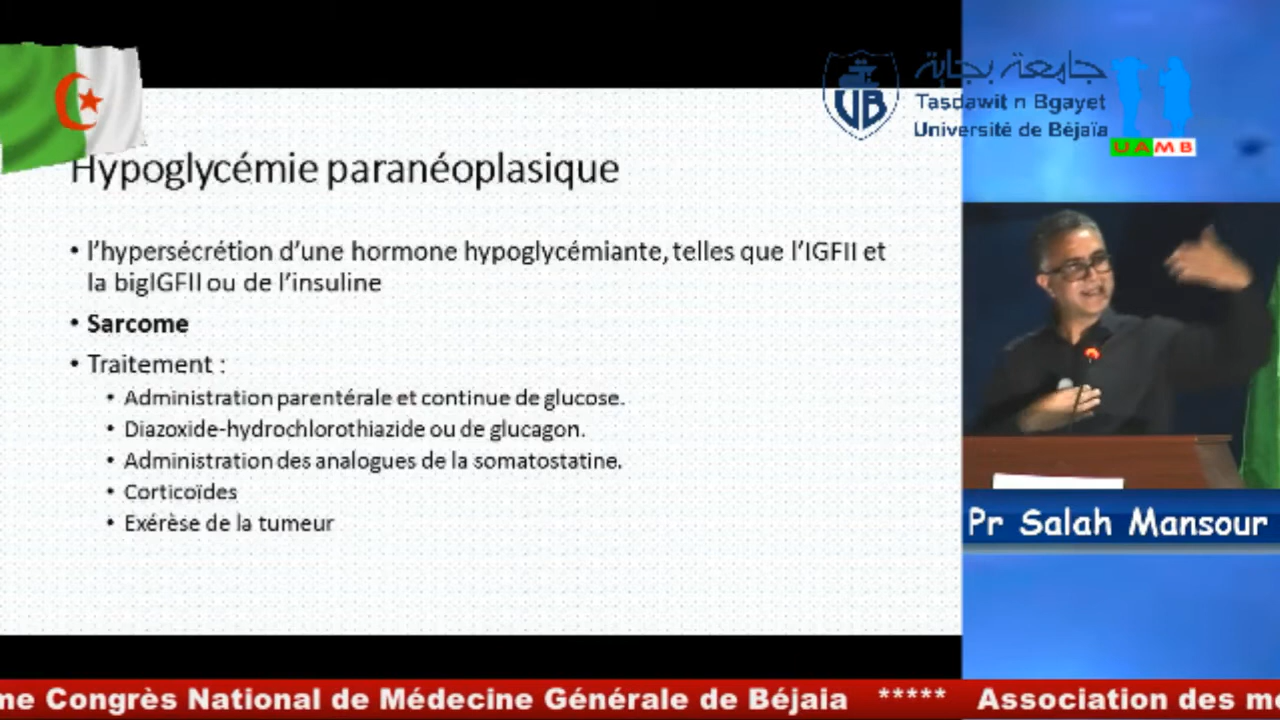 جامعة بجاية
Tasdawit n Bgayet
Université de Béjaïa
UB
UAMB
Hypoglycémie paranéoplasique
• l'hypersécrétion d'une hormone hypoglycémiante, telles que l'IGFII et
la bigIGFII ou de l'insuline
• Sarcome
• Traitement :
• Administration parentérale et continue de glucose.
• Diazoxide-hydrochlorothiazide ou de glucagon.
• Administration des analogues de la somatostatine.
• Corticoïdes
• Exérèse de la tumeur
Pr Salah Mansour
me Congrès National de Médecine Générale de Béjaia ***** Association des m